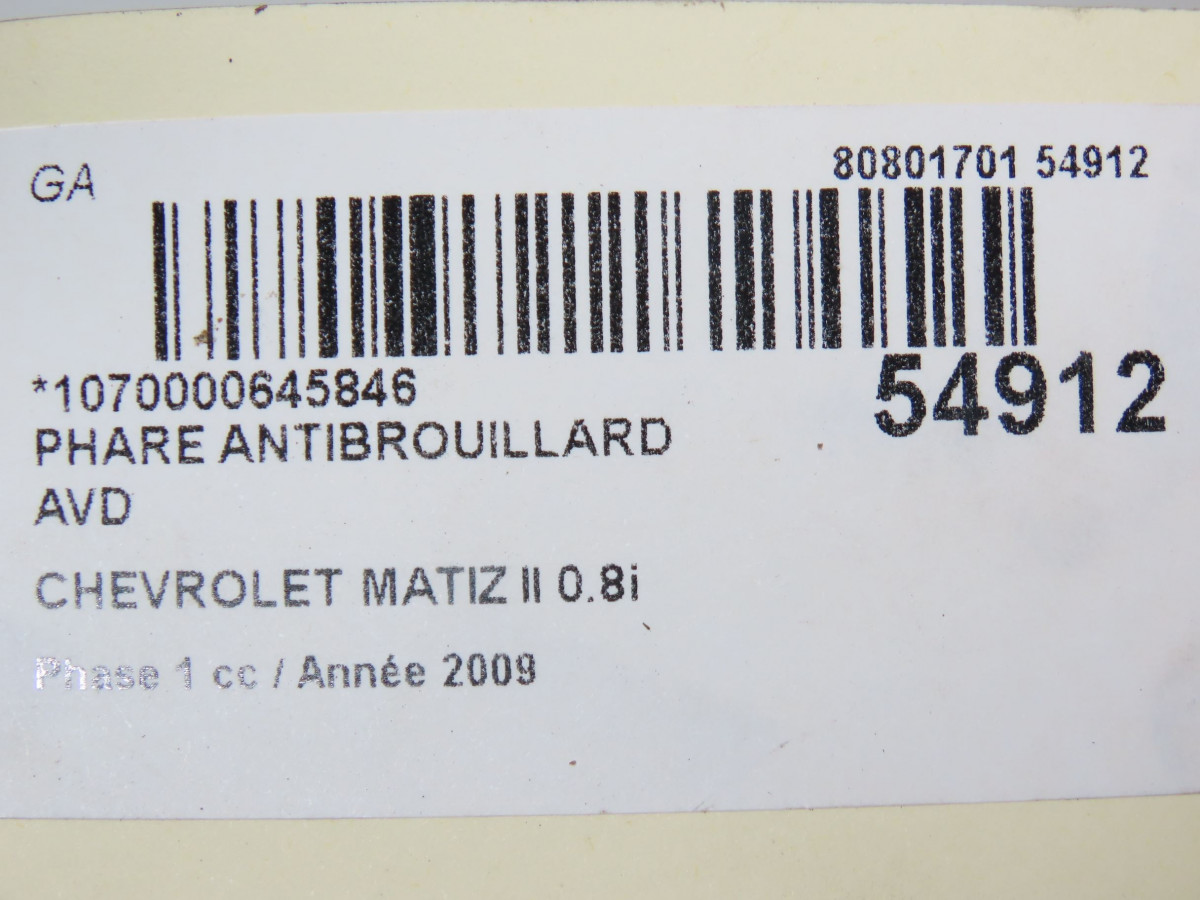 GA
80801701 54912
*1070000645846
54912
PHARE ANTIBROUILLARD
AVD
CHEVROLET MATIZ II 0.8i
Phase 1 cc / Année 2009